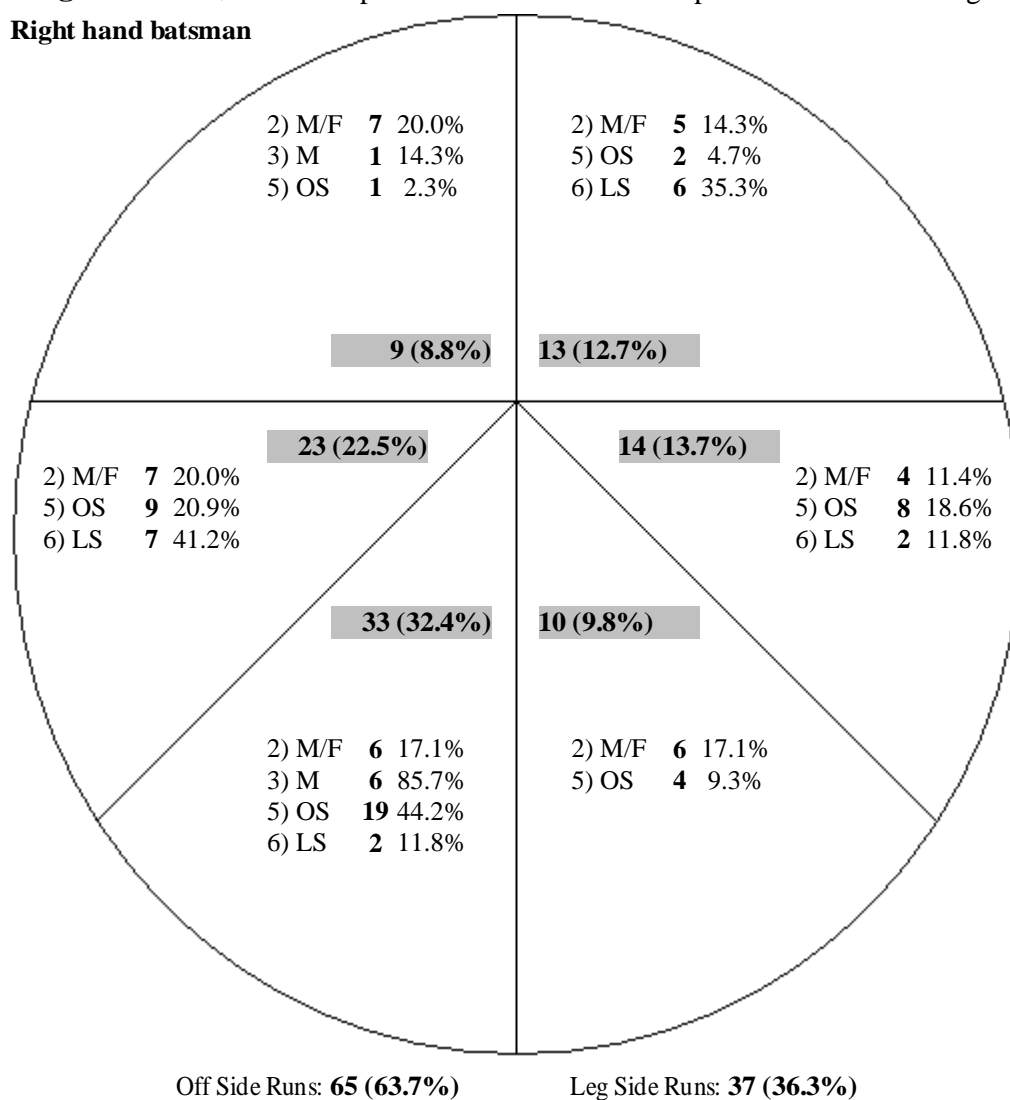 Right hand batsman
2) M/F 7 20.0%
3) M 1 14.3%
5) OS 1 2.3%
2) M/F 5 14.3%
5) OS 2 4.7%
6) LS 6 35.3%
9 (8.8%)
13 (12.7%)
23 (22.5%)
14 (13.7%)
2) M/F 7 20.0%
5) OS 9 20.9%
6) LS 7 41.2%
2) M/F 4 11.4%
5) OS 8 18.6%
6) LS 2 11.8%
33 (32.4%)
10 (9.8%)
2) M/F 6 17.1%
3) M 6 85.7%
5) OS 19 44.2%
6) LS 2 11.8%
2) M/F 6 17.1%
5) OS 4 9.3%
Off Side Runs: 65 (63.7%)
Leg Side Runs: 37 (36.3%)